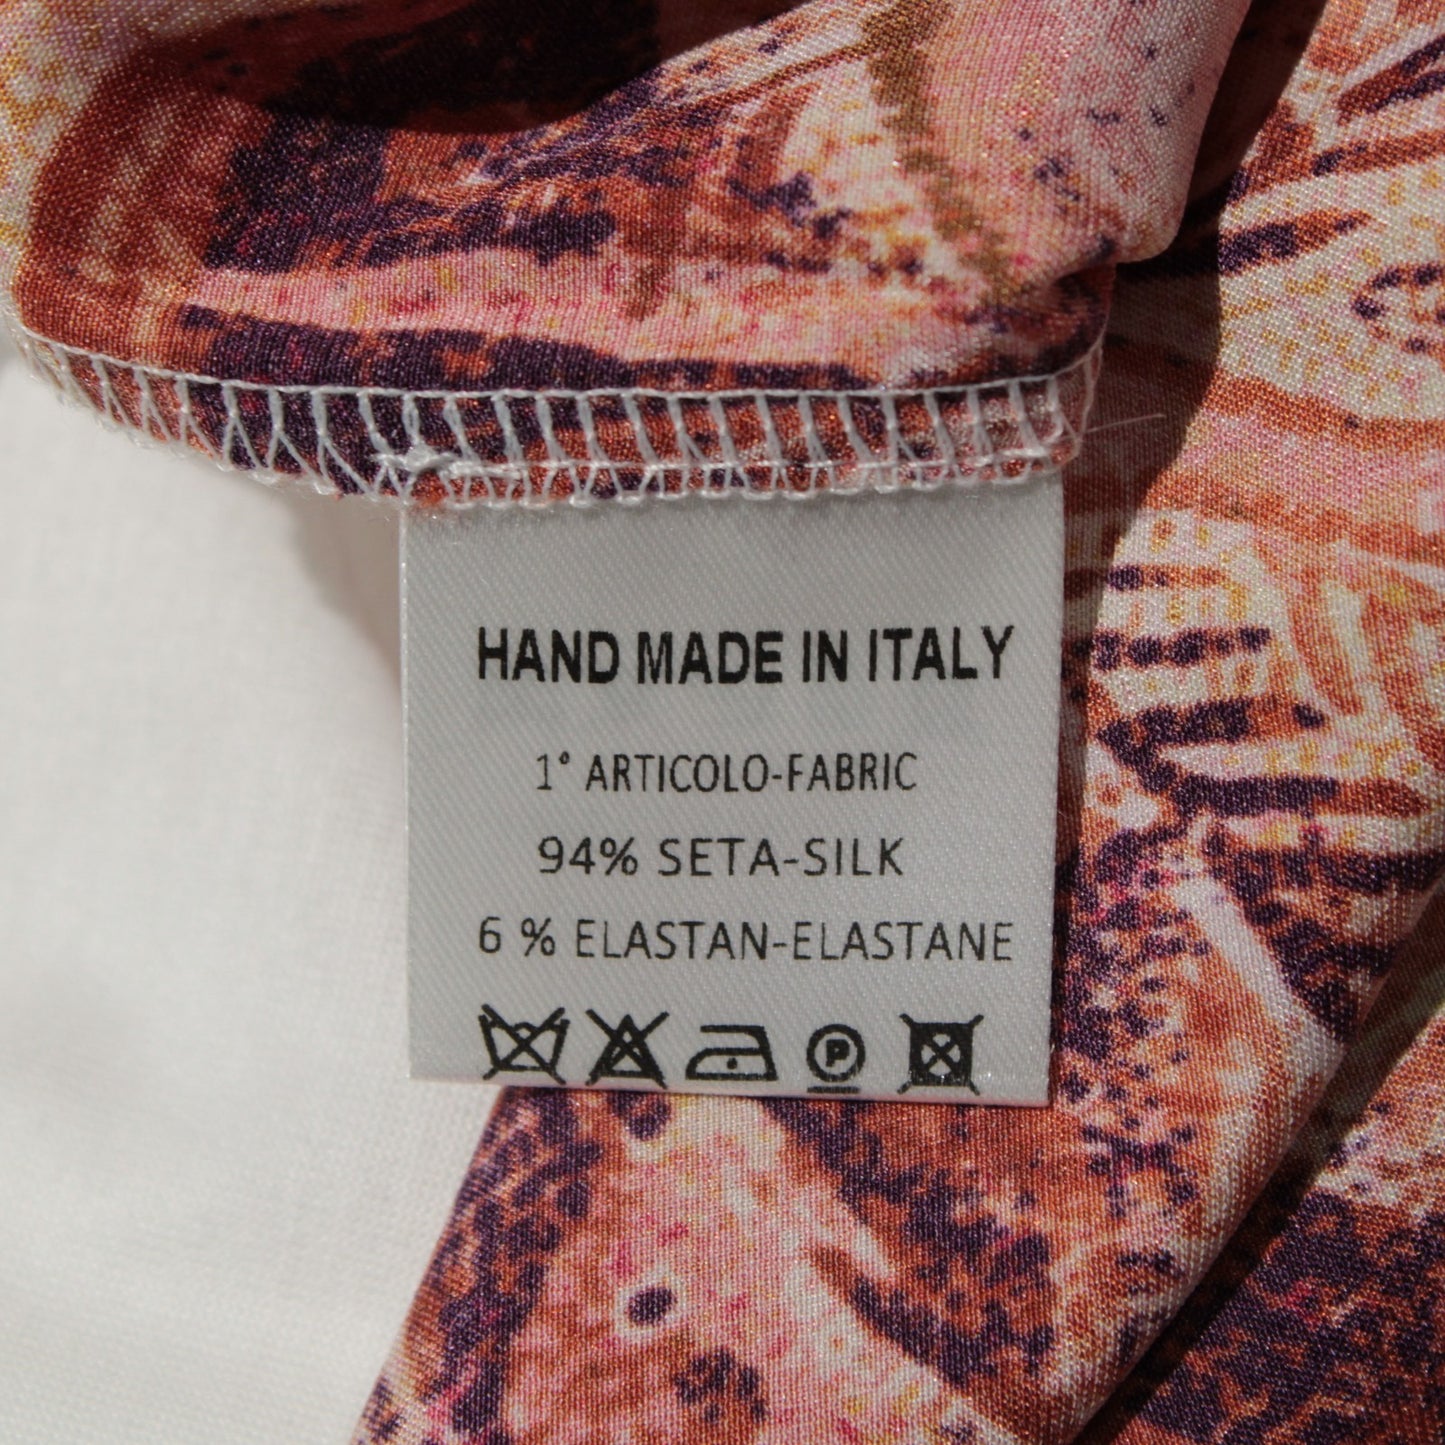 HAND MADE IN ITALY
1° ARTICOLO-FABRIC
94% SETA-SILK
6 % ELASTAN-ELASTANE
P